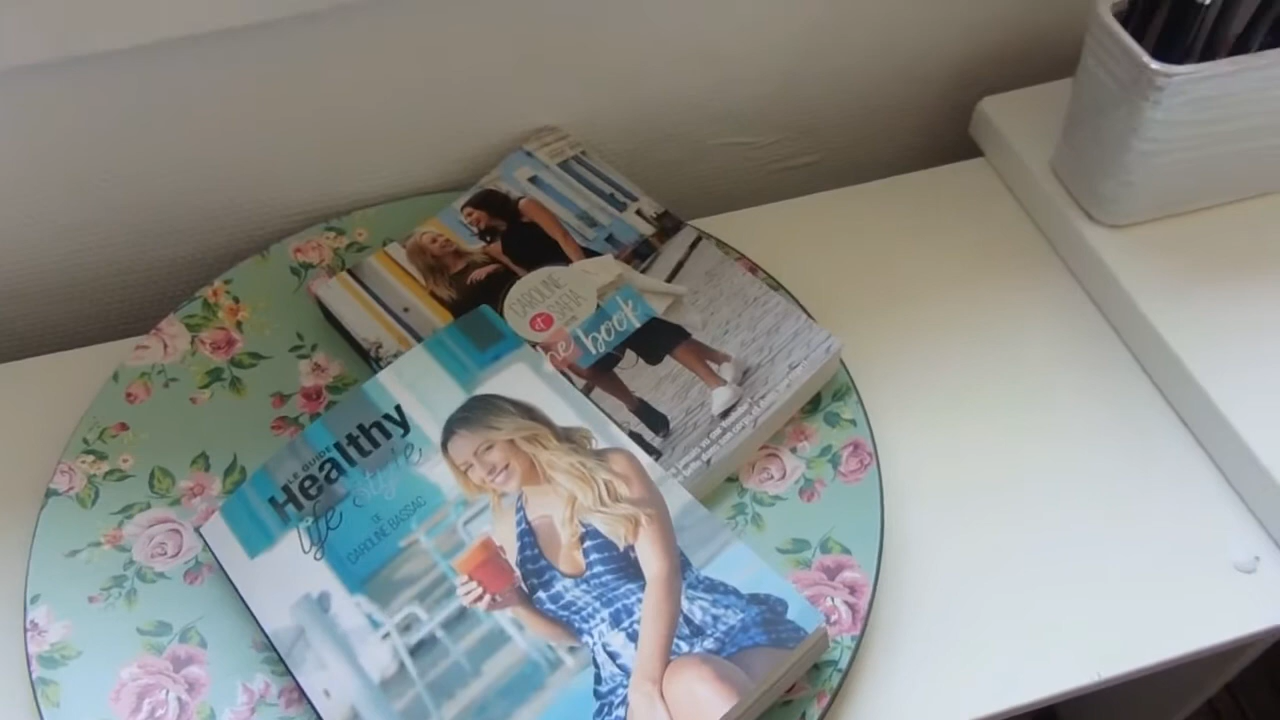 CAROLINE
et
SAFIA
the book
LE GUIDE
Healthy
life style
DE
CAROLINE BASSAC